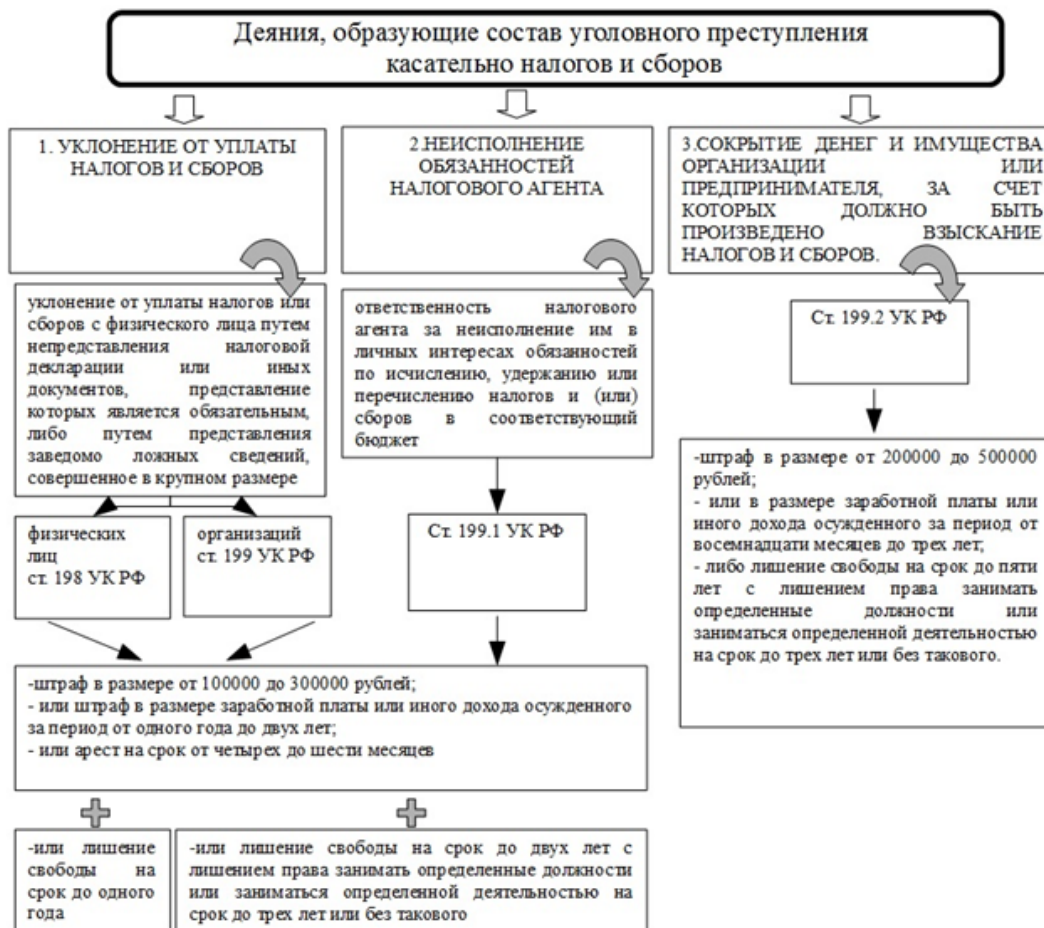 Деяния, образующие состав уголовного преступления
касательно налогов и сборов
1. УКЛОНЕНИЕ ОТ УПЛАТЫ
НАЛОГОВ И СБОРОВ
2.НЕИСПОЛНЕНИЕ
ОБЯЗАННОСТЕЙ
НАЛОГОВОГО АГЕНТА
3.СОКРЫТИЕ ДЕНЕГ И ИМУЩЕСТВА
ОРГАНИЗАЦИИ ИЛИ
ПРЕДПРИНИМАТЕЛЯ, ЗА СЧЕТ
КОТОРЫХ ДОЛЖНО БЫТЬ
ПРОИЗВЕДЕНО ВЗЫСКАНИЕ
НАЛОГОВ И СБОРОВ.
уклонение от уплаты налогов или
сборов с физического лица путем
непредставления налоговой
декларации или иных
документов, представление
которых является обязательным,
либо путем представления
заведомо ложных сведений,
совершенное в крупном размере
ответственность налогового
агента за неисполнение им в
личных интересах обязанностей
по исчислению, удержанию или
перечислению налогов и (или)
сборов в соответствующий
бюджет
Ст. 199.2 УК РФ
физических
лиц
ст. 198 УК РФ
организаций
ст. 199 УК РФ
Ст. 199.1 УК РФ
-штраф в размере от 200000 до 500000
рублей;
- или в размере заработной платы или
иного дохода осужденного за период от
восемнадцати месяцев до трех лет;
- либо лишение свободы на срок до пяти
лет с лишением права занимать
определенные должности или
заниматься определенной деятельностью
на срок до трех лет или без такового.
-штраф в размере от 100000 до 300000 рублей;
- или штраф в размере заработной платы или иного дохода осужденного
за период от одного года до двух лет;
- или арест на срок от четырех до шести месяцев
-или лишение
свободы на
срок до одного
года
-или лишение свободы на срок до двух лет с
лишением права занимать определенные должности
или заниматься определенной деятельностью на
срок до трех лет или без такового